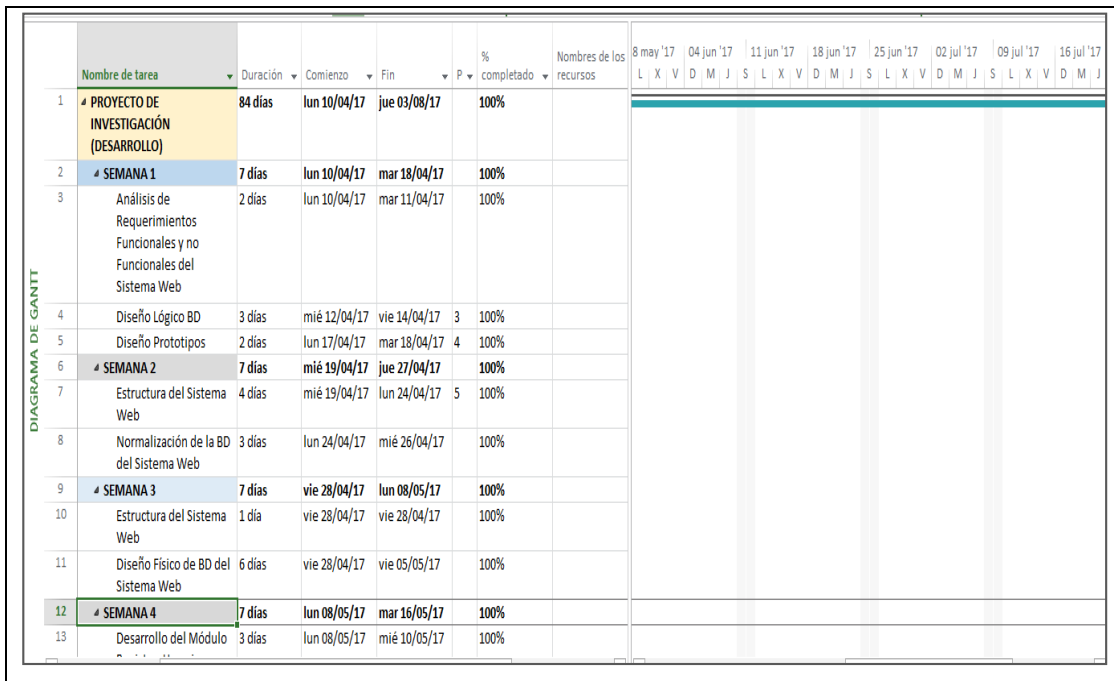 DIAGRAMA DE GANTT
Nombre de tarea Duración Comienzo Fin P % completado Nombres de los recursos
8 may '17 04 jun '17 11 jun '17 18 jun '17 25 jun '17 02 jul '17 09 jul '17 16 jul '17
L X V D M J S L X V D M J S L X V D M J S L X V D M J
1 PROYECTO DE 84 días lun 10/04/17 jue 03/08/17 100%
INVESTIGACIÓN
(DESARROLLO)
2 SEMANA 1 7 días lun 10/04/17 mar 18/04/17 100%
3 Análisis de 2 días lun 10/04/17 mar 11/04/17 100%
Requerimientos
Funcionales y no
Funcionales del
Sistema Web
4 Diseño Lógico BD 3 días mié 12/04/17 vie 14/04/17 3 100%
5 Diseño Prototipos 2 días lun 17/04/17 mar 18/04/17 4 100%
6 SEMANA 2 7 días mié 19/04/17 jue 27/04/17 100%
7 Estructura del Sistema 4 días mié 19/04/17 lun 24/04/17 5 100%
Web
8 Normalización de la BD 3 días lun 24/04/17 mié 26/04/17 100%
del Sistema Web
9 SEMANA 3 7 días vie 28/04/17 lun 08/05/17 100%
10 Estructura del Sistema 1 día vie 28/04/17 vie 28/04/17 100%
Web
11 Diseño Físico de BD del 6 días vie 28/04/17 vie 05/05/17 100%
Sistema Web
12 SEMANA 4 7 días lun 08/05/17 mar 16/05/17 100%
13 Desarrollo del Módulo 3 días lun 08/05/17 mié 10/05/17 100%